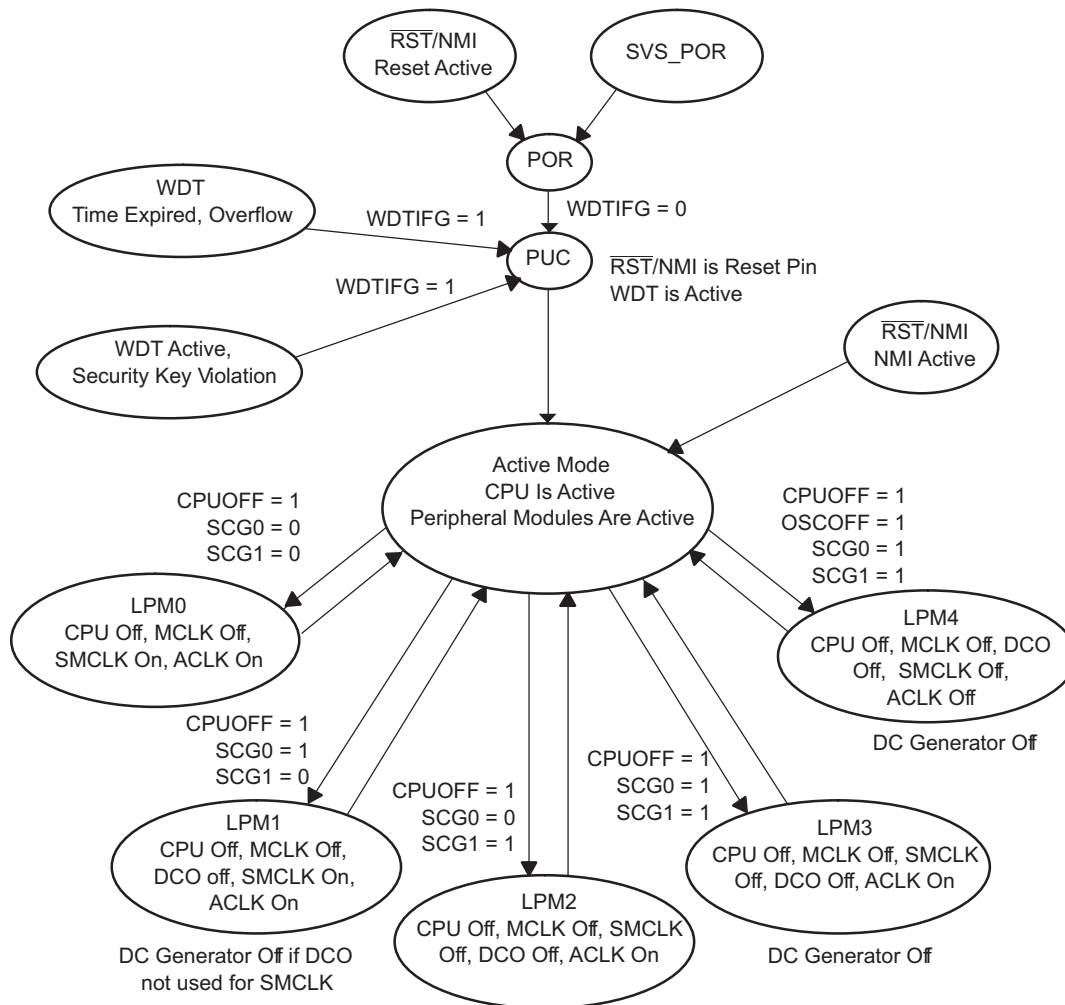 R̅S̅T̅/NMI
Reset Active
SVS_POR
POR
WDT
Time Expired, Overflow
WDTIFG = 1
WDTIFG = 0
PUC
R̅S̅T̅/NMI is Reset Pin
WDT is Active
WDTIFG = 1
WDT Active,
Security Key Violation
R̅S̅T̅/NMI
NMI Active
Active Mode
CPU Is Active
Peripheral Modules Are Active
CPUOFF = 1
SCG0 = 0
SCG1 = 0
CPUOFF = 1
OSCOFF = 1
SCG0 = 1
SCG1 = 1
LPM0
CPU Off, MCLK Off,
SMCLK On, ACLK On
LPM4
CPU Off, MCLK Off, DCO
Off, SMCLK Off,
ACLK Off
DC Generator Off
CPUOFF = 1
SCG0 = 1
SCG1 = 0
CPUOFF = 1
SCG0 = 0
SCG1 = 1
CPUOFF = 1
SCG0 = 1
SCG1 = 1
LPM1
CPU Off, MCLK Off,
DCO off, SMCLK On,
ACLK On
DC Generator Off if DCO
not used for SMCLK
LPM2
CPU Off, MCLK Off, SMCLK
Off, DCO Off, ACLK On
LPM3
CPU Off, MCLK Off, SMCLK
Off, DCO Off, ACLK On
DC Generator Off